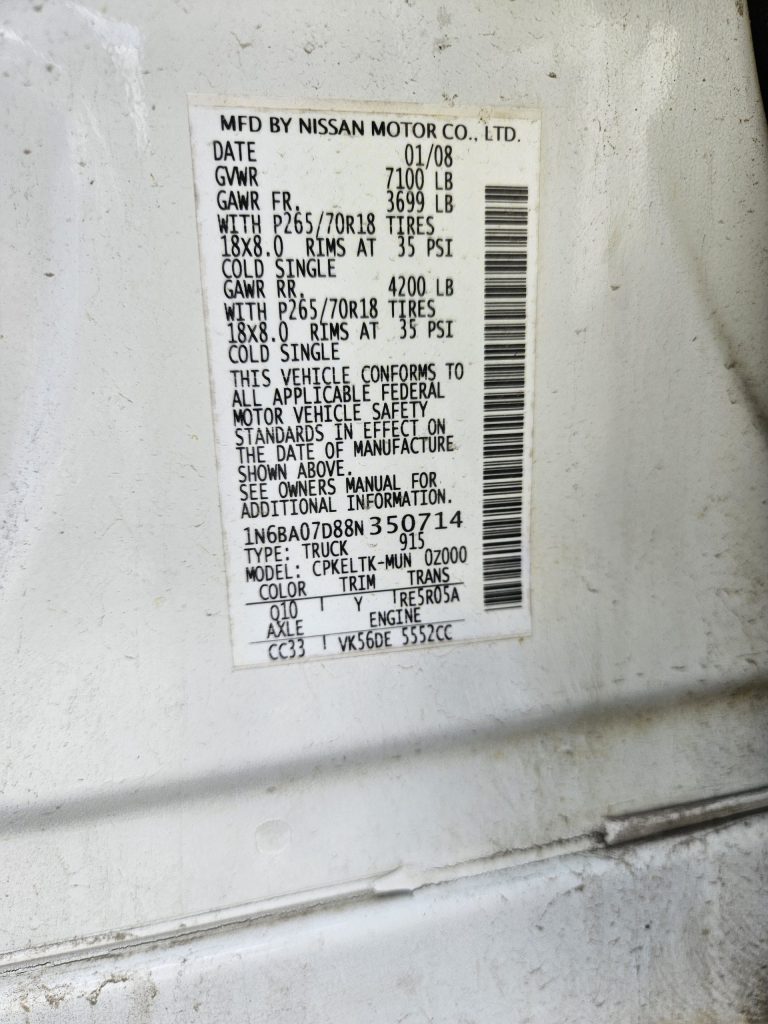 MFD BY NISSAN MOTOR CO., LTD.
DATE 01/08
GVWR 7100 LB
GAWR FR. 3699 LB
WITH P265/70R18 TIRES
18X8.0 RIMS AT 35 PSI
COLD SINGLE
GAWR RR. 4200 LB
WITH P265/70R18 TIRES
18X8.0 RIMS AT 35 PSI
COLD SINGLE
THIS VEHICLE CONFORMS TO
ALL APPLICABLE FEDERAL
MOTOR VEHICLE SAFETY
STANDARDS IN EFFECT ON
THE DATE OF MANUFACTURE
SHOWN ABOVE.
SEE OWNERS MANUAL FOR
ADDITIONAL INFORMATION.
1N6BA07D88N350714
TYPE: TRUCK 915
MODEL: CPKELTK-MUN 0Z000
COLOR TRIM TRANS
Q10 Y RE5R05A
AXLE ENGINE
CC33 VK56DE 5552CC